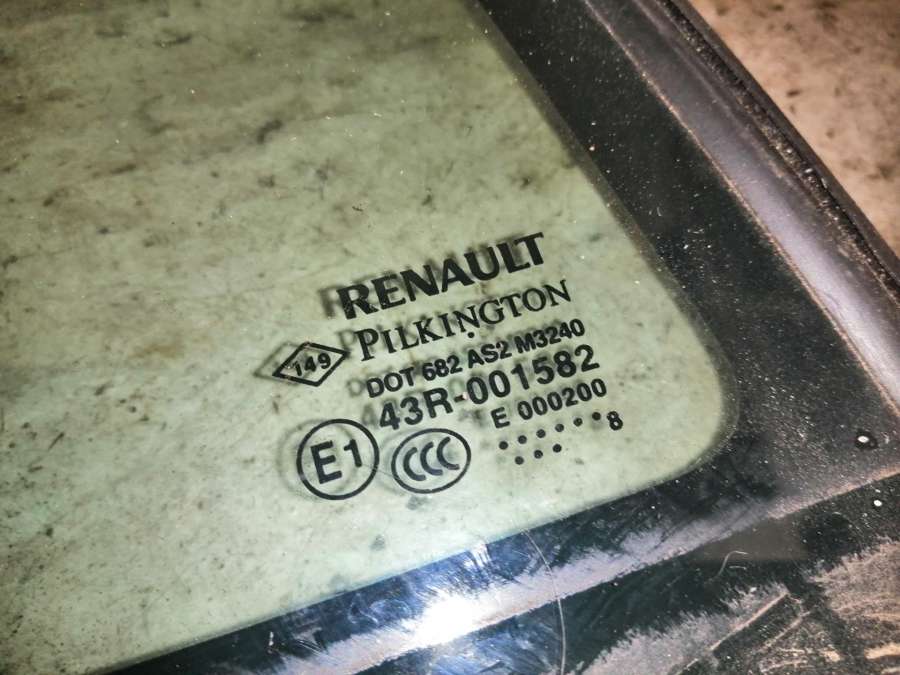 RENAULT
PILKINGTON
149
DOT 682 AS2 M3240
43R-001582
E 000200
E1
CCC
8